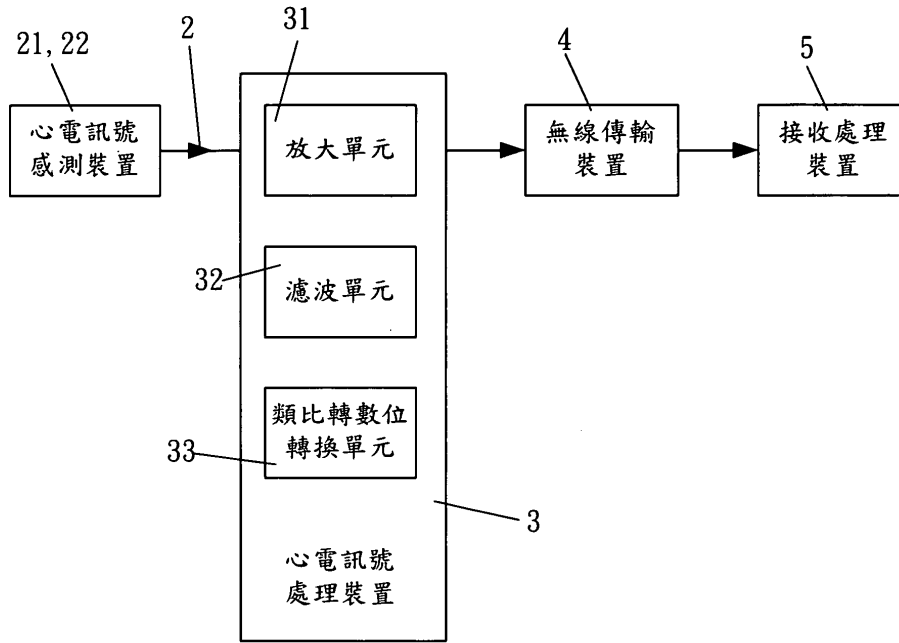 21, 22
2
31
4
5
心電訊號
感測裝置
放大單元
無線傳輸
裝置
接收處理
裝置
32
濾波單元
類比轉數位
轉換單元
33
3
心電訊號
處理裝置